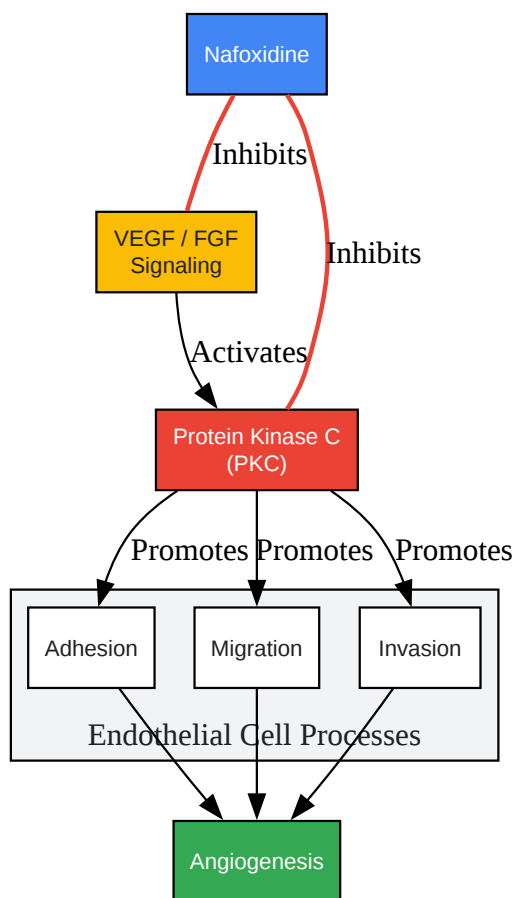 Nafoxidine
Inhibits
VEGF / FGF
Signaling
Inhibits
Activates
Protein Kinase C
(PKC)
Promotes
Promotes
Promotes
Adhesion
Migration
Invasion
Endothelial Cell Processes
Angiogenesis